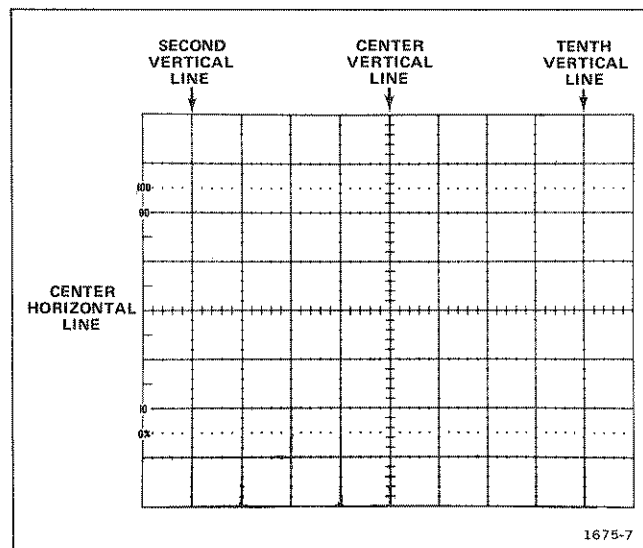 SECOND
VERTICAL
LINE
CENTER
VERTICAL
LINE
TENTH
VERTICAL
LINE
100
90
CENTER
HORIZONTAL
LINE
10
0%
1675-7